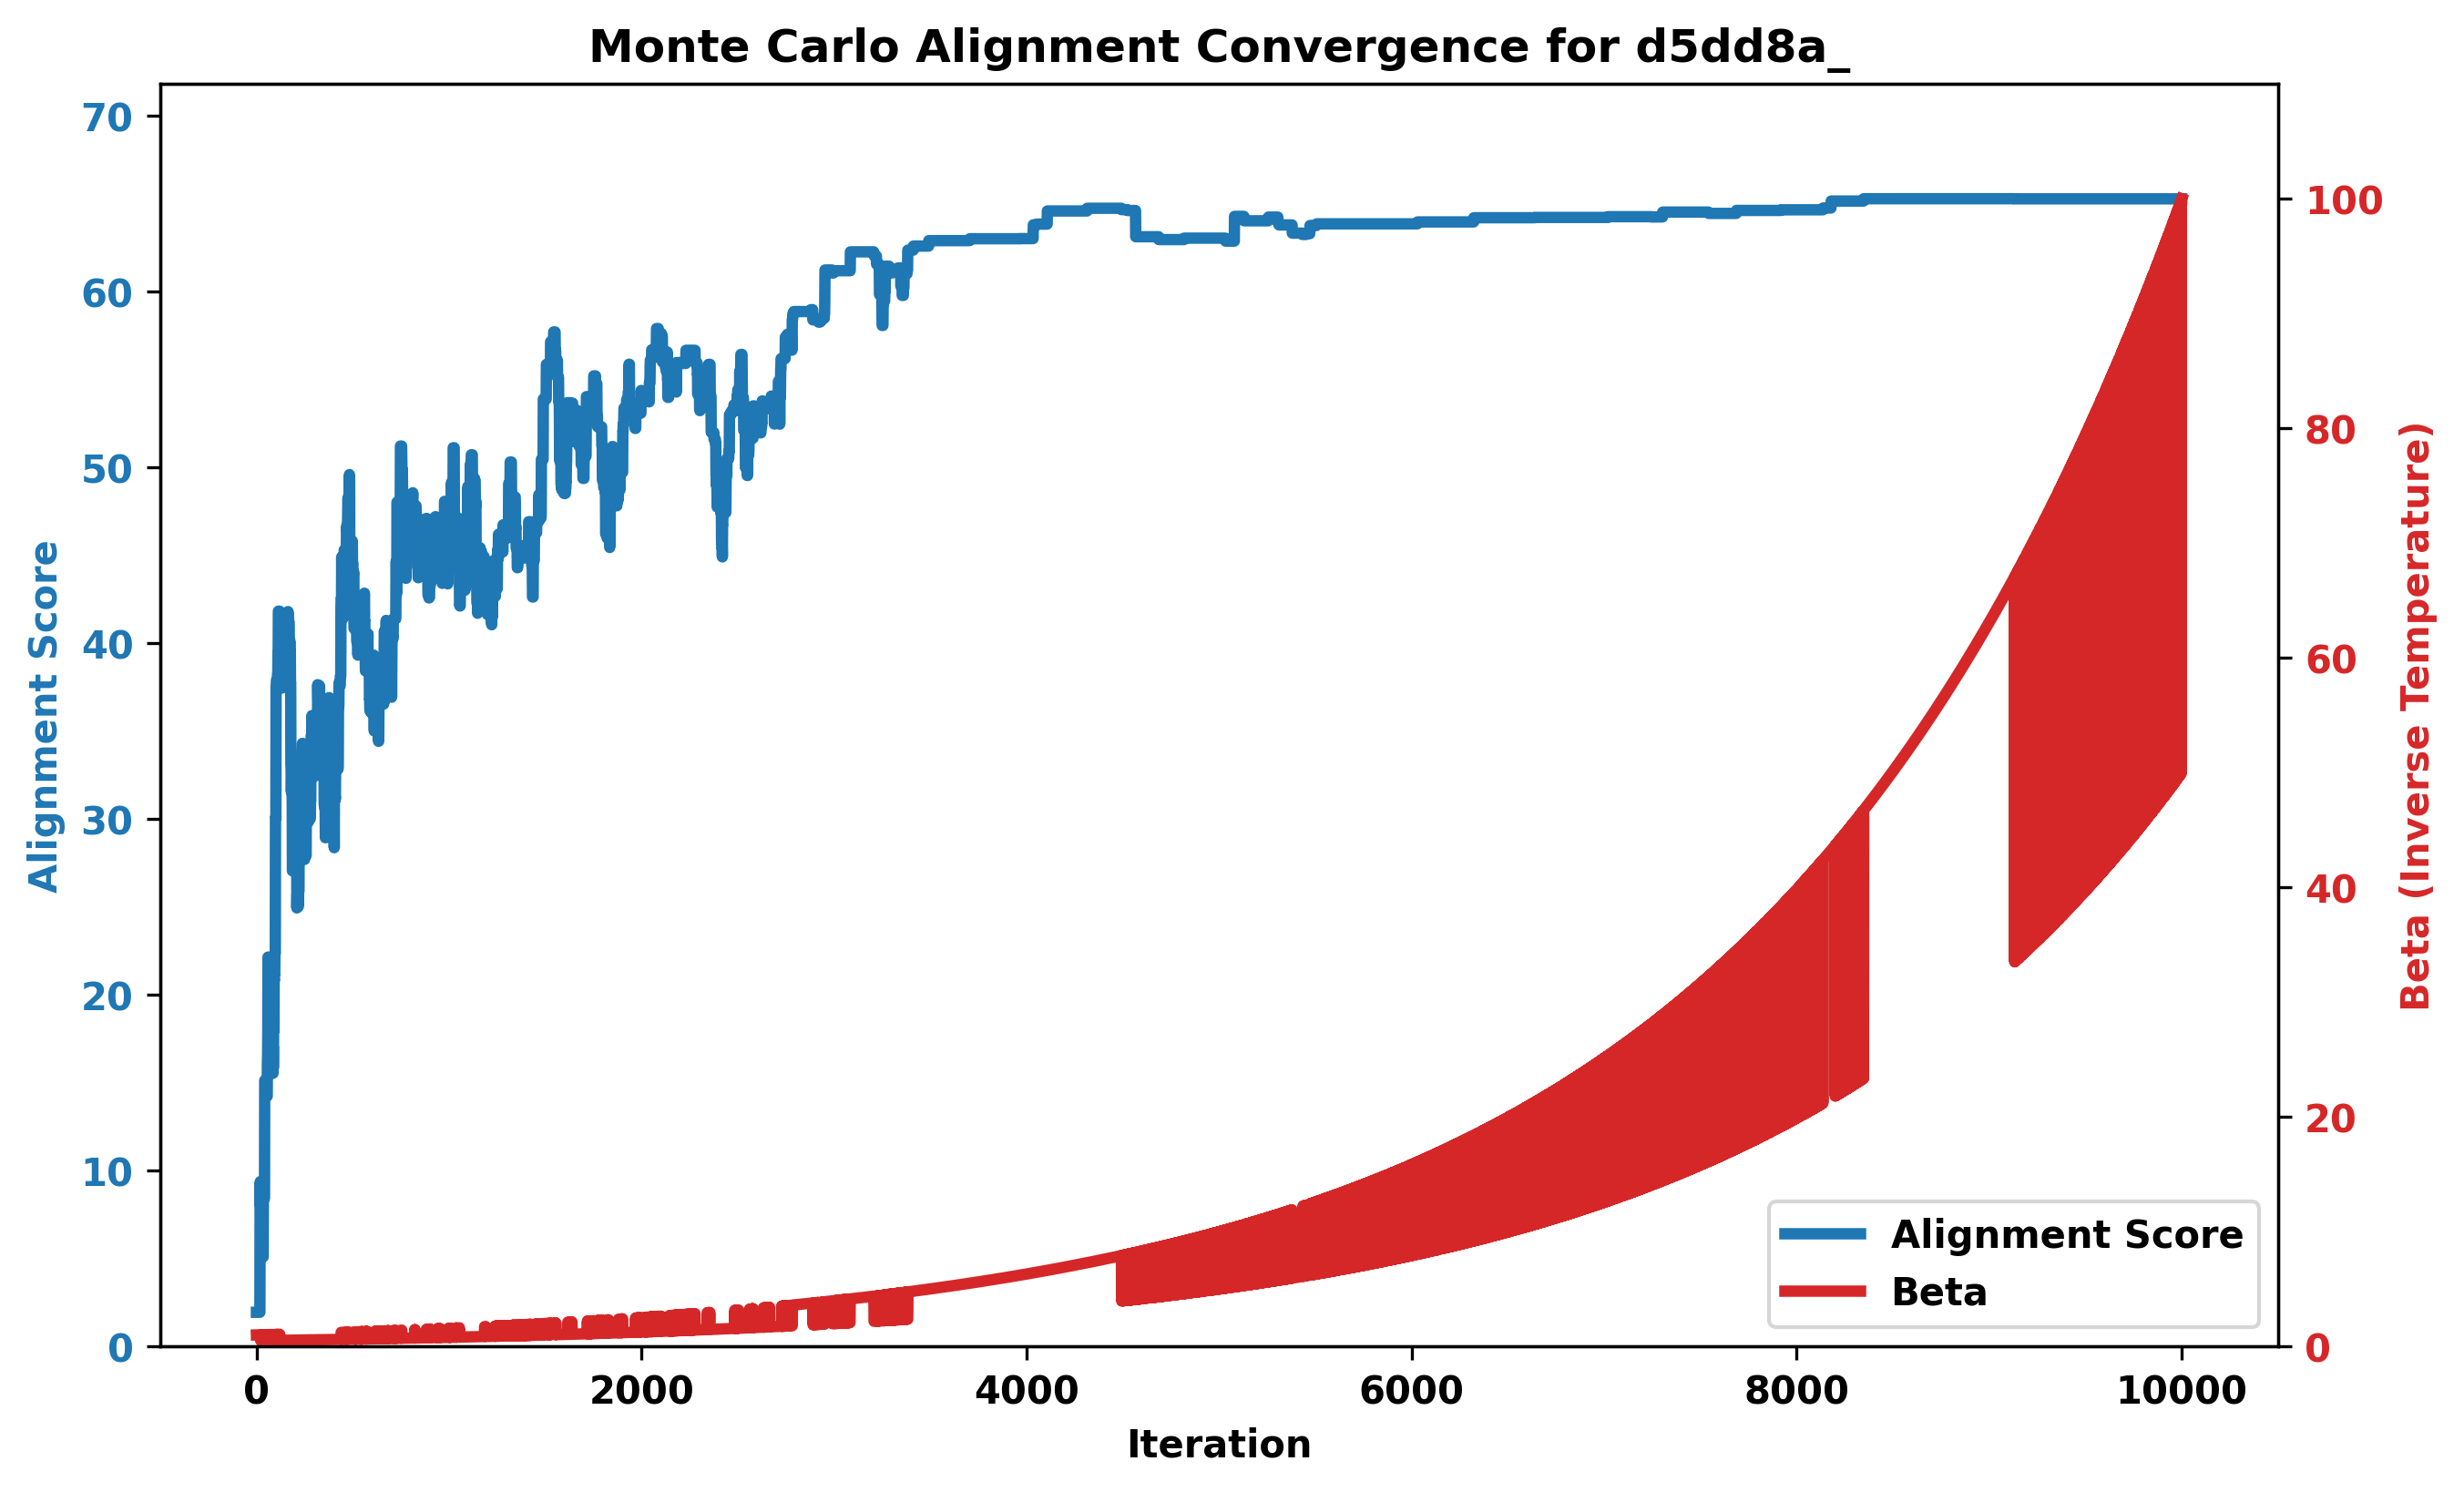 Monte Carlo Alignment Convergence for d5dd8a_
70
60
50
40
30
20
10
0
Alignment Score
100
80
60
40
20
0
Beta (Inverse Temperature)
Alignment Score
Beta
0 2000 4000 6000 8000 10000
Iteration